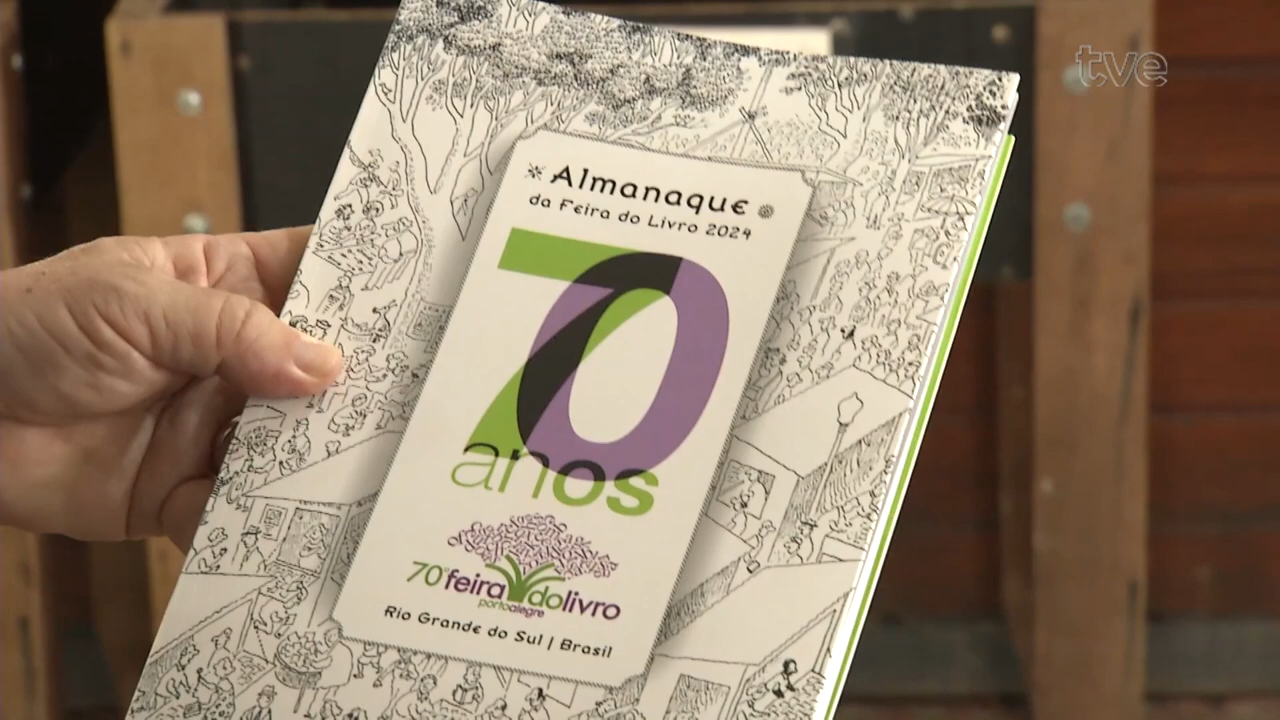 tve
Almanaque
da Feira do Livro 2024
70
anos
70ª feira do livro
porto alegre
Rio Grande do Sul | Brasil